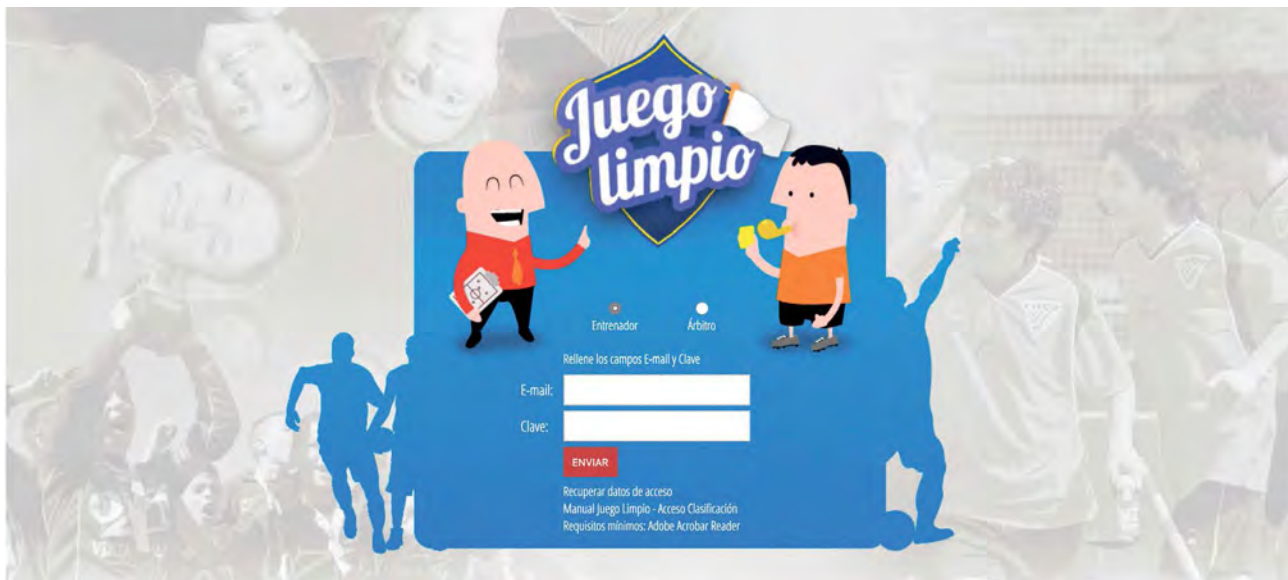 Juego
limpio
Entrenador
Árbitro
Rellene los campos E-mail y Clave
E-mail:
Clave:
ENVIAR
Recuperar datos de acceso
Manual Juego Limpio - Acceso Clasificación
Requisitos mínimos: Adobe Acrobar Reader